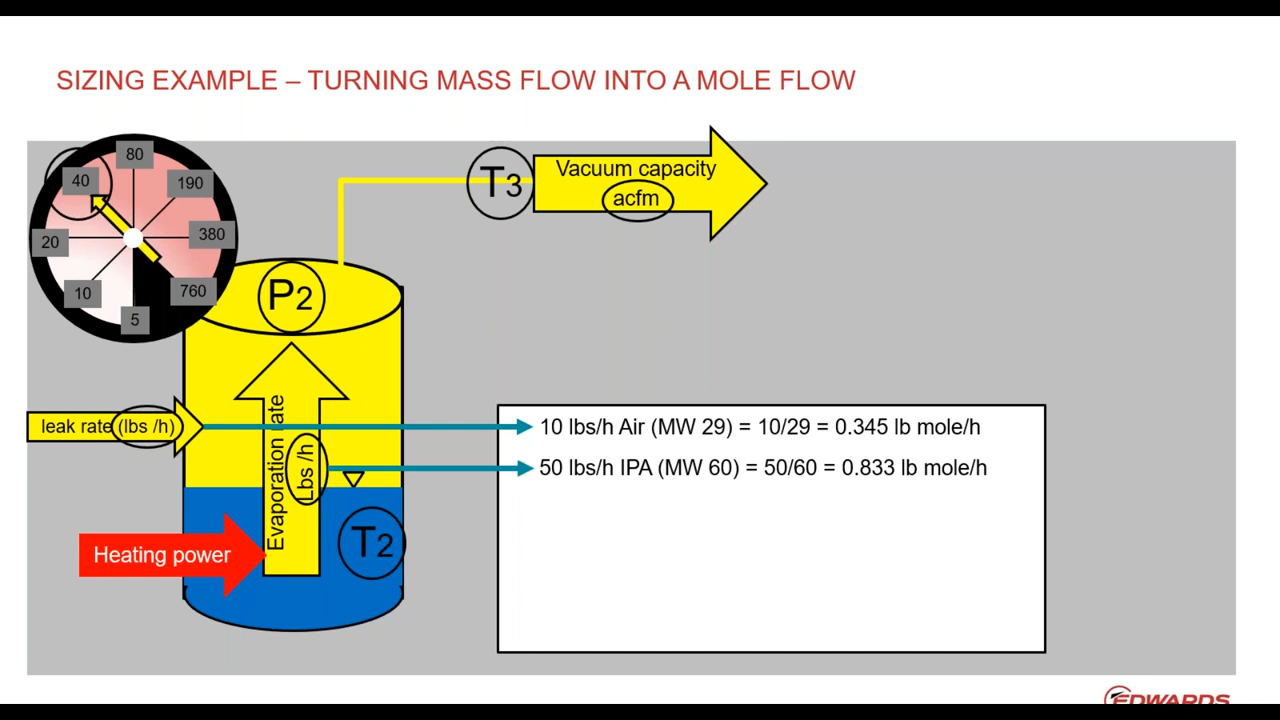 SIZING EXAMPLE – TURNING MASS FLOW INTO A MOLE FLOW
80
40
190
20
380
10
760
5
T3
Vacuum capacity
acfm
P2
leak rate (lbs /h)
Evaporation rate
Lbs /h
10 lbs/h Air (MW 29) = 10/29 = 0.345 lb mole/h
50 lbs/h IPA (MW 60) = 50/60 = 0.833 lb mole/h
T2
Heating power
EDWARDS